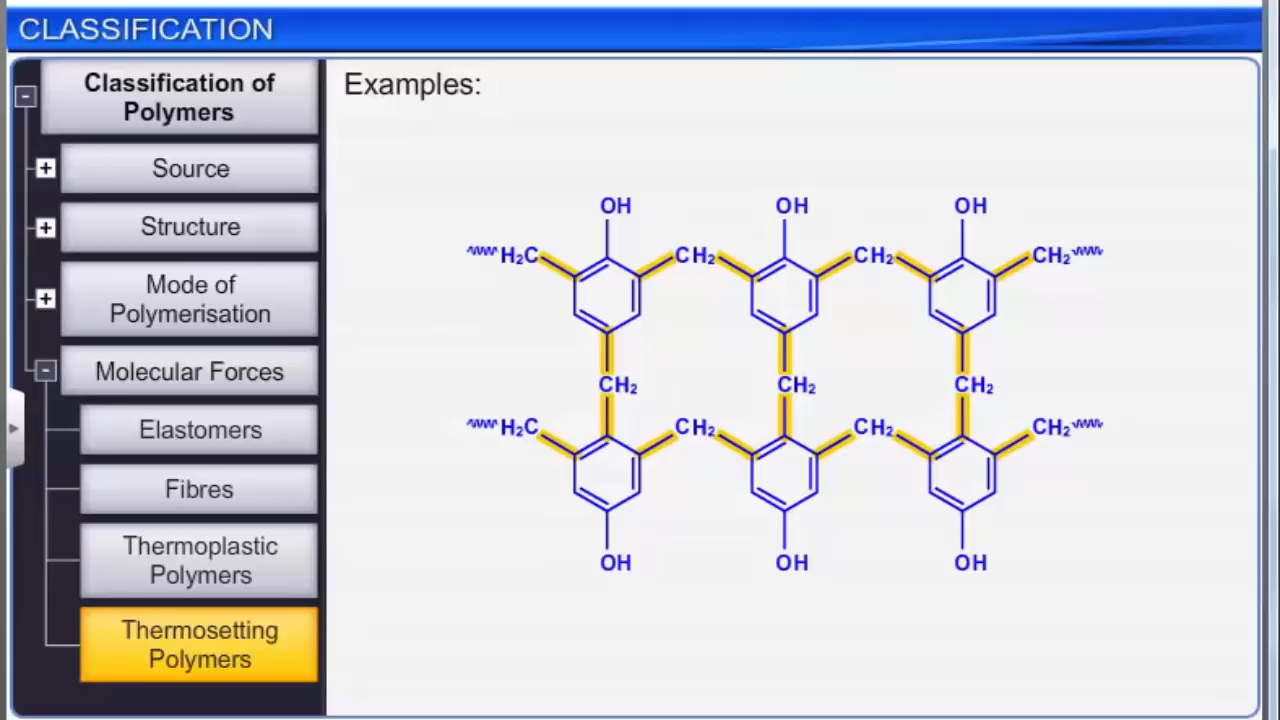 CLASSIFICATION
Classification of
Polymers
Source
Structure
Mode of
Polymerisation
Molecular Forces
Elastomers
Fibres
Thermoplastic
Polymers
Thermosetting
Polymers
Examples:
OH OH OH
H₂C CH₂ CH₂ CH₂
CH₂ CH₂ CH₂
H₂C CH₂ CH₂ CH₂
OH OH OH